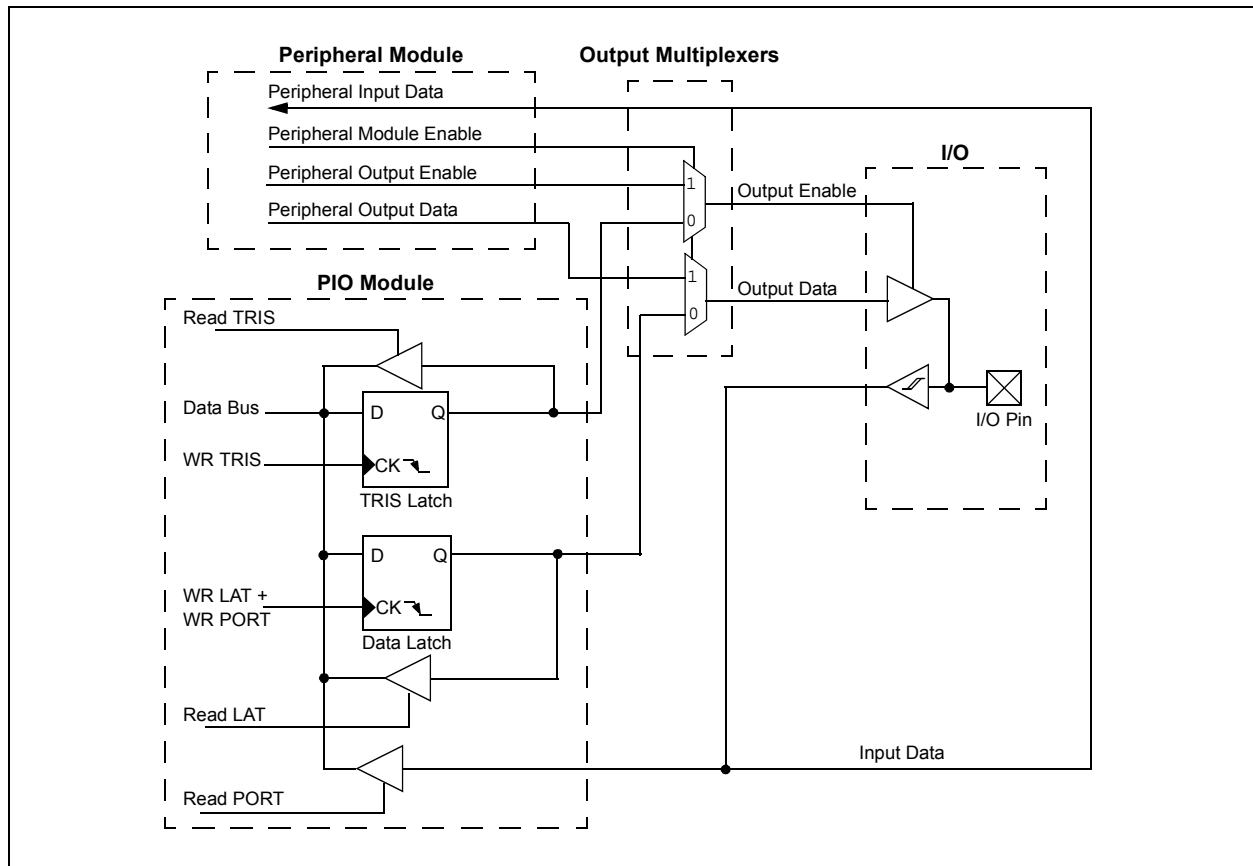 Peripheral Module
Output Multiplexers
Peripheral Input Data
Peripheral Module Enable
Peripheral Output Enable
Peripheral Output Data
1
0
1
0
Output Enable
Output Data
I/O
I/O Pin
PIO Module
Read TRIS
Data Bus
D Q
WR TRIS
CK
TRIS Latch
D Q
WR LAT +
WR PORT
CK
Data Latch
Read LAT
Read PORT
Input Data